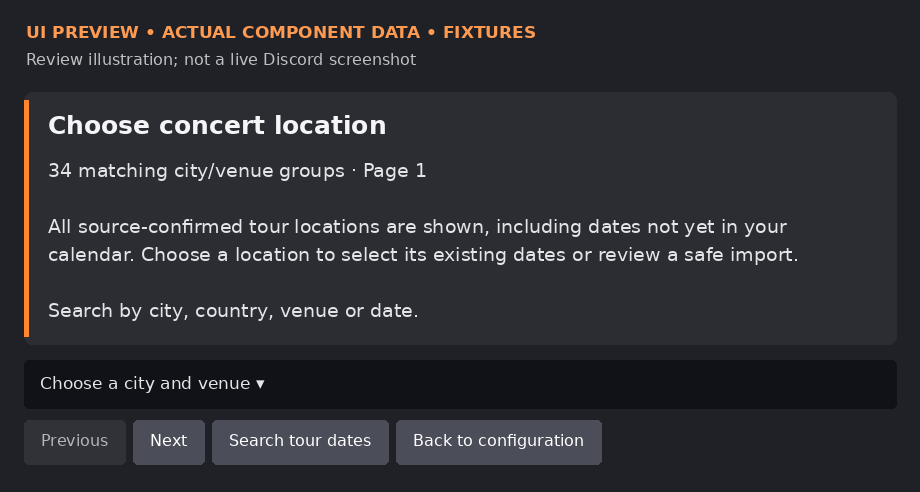 UI PREVIEW • ACTUAL COMPONENT DATA • FIXTURES
Review illustration; not a live Discord screenshot
Choose concert location
34 matching city/venue groups · Page 1
All source-confirmed tour locations are shown, including dates not yet in your
calendar. Choose a location to select its existing dates or review a safe import.
Search by city, country, venue or date.
Choose a city and venue ▾
Previous
Next
Search tour dates
Back to configuration